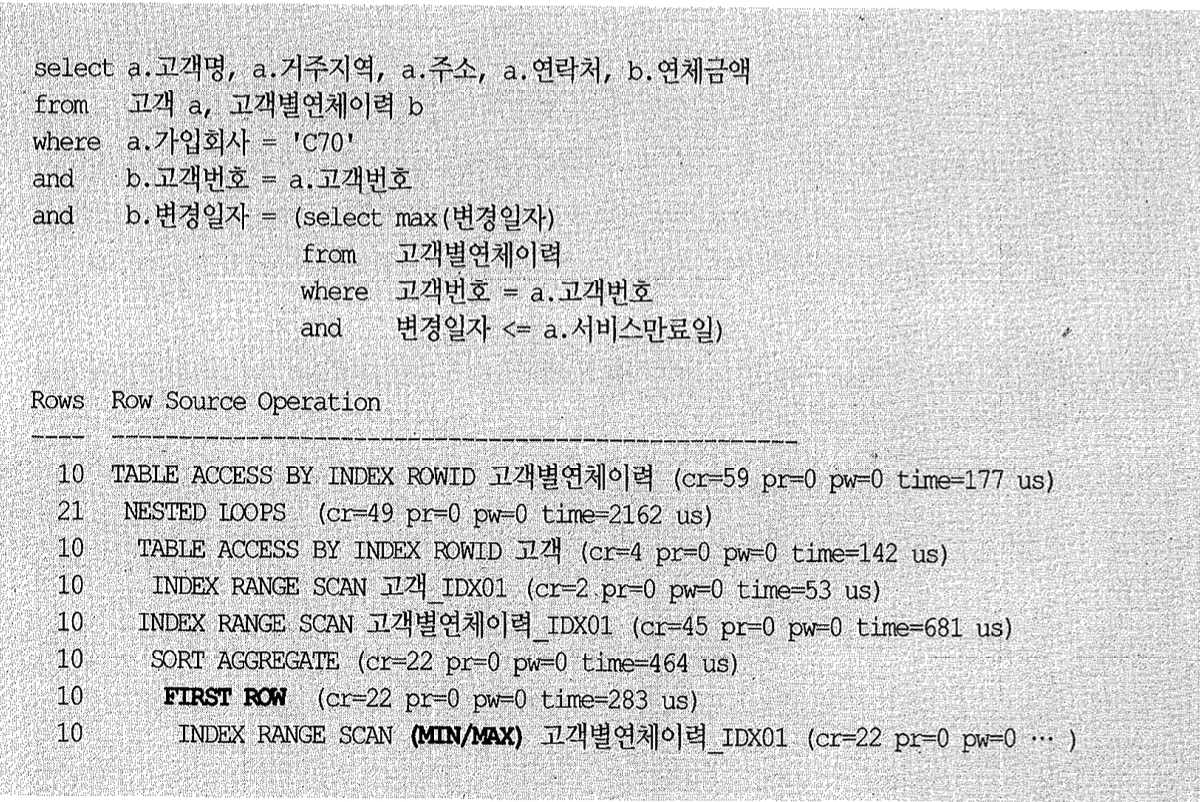 select a.고객명, a.거주지역, a.주소, a.연락처, b.연체금액
from 고객 a, 고객별연체이력 b
where a.가입회사 = 'C70'
and b.고객번호 = a.고객번호
and b.변경일자 = (select max(변경일자)
from 고객별연체이력
where 고객번호 = a.고객번호
and 변경일자 <= a.서비스만료일)
Rows Row Source Operation
---- ---------------------------------------------------
10 TABLE ACCESS BY INDEX ROWID 고객별연체이력 (cr=59 pr=0 pw=0 time=177 us)
21 NESTED LOOPS (cr=49 pr=0 pw=0 time=2162 us)
10 TABLE ACCESS BY INDEX ROWID 고객 (cr=4 pr=0 pw=0 time=142 us)
10 INDEX RANGE SCAN 고객_IDX01 (cr=2 pr=0 pw=0 time=53 us)
10 INDEX RANGE SCAN 고객별연체이력_IDX01 (cr=45 pr=0 pw=0 time=681 us)
10 SORT AGGREGATE (cr=22 pr=0 pw=0 time=464 us)
10 FIRST ROW (cr=22 pr=0 pw=0 time=283 us)
10 INDEX RANGE SCAN (MIN/MAX) 고객별연체이력_IDX01 (cr=22 pr=0 pw=0 ··· )